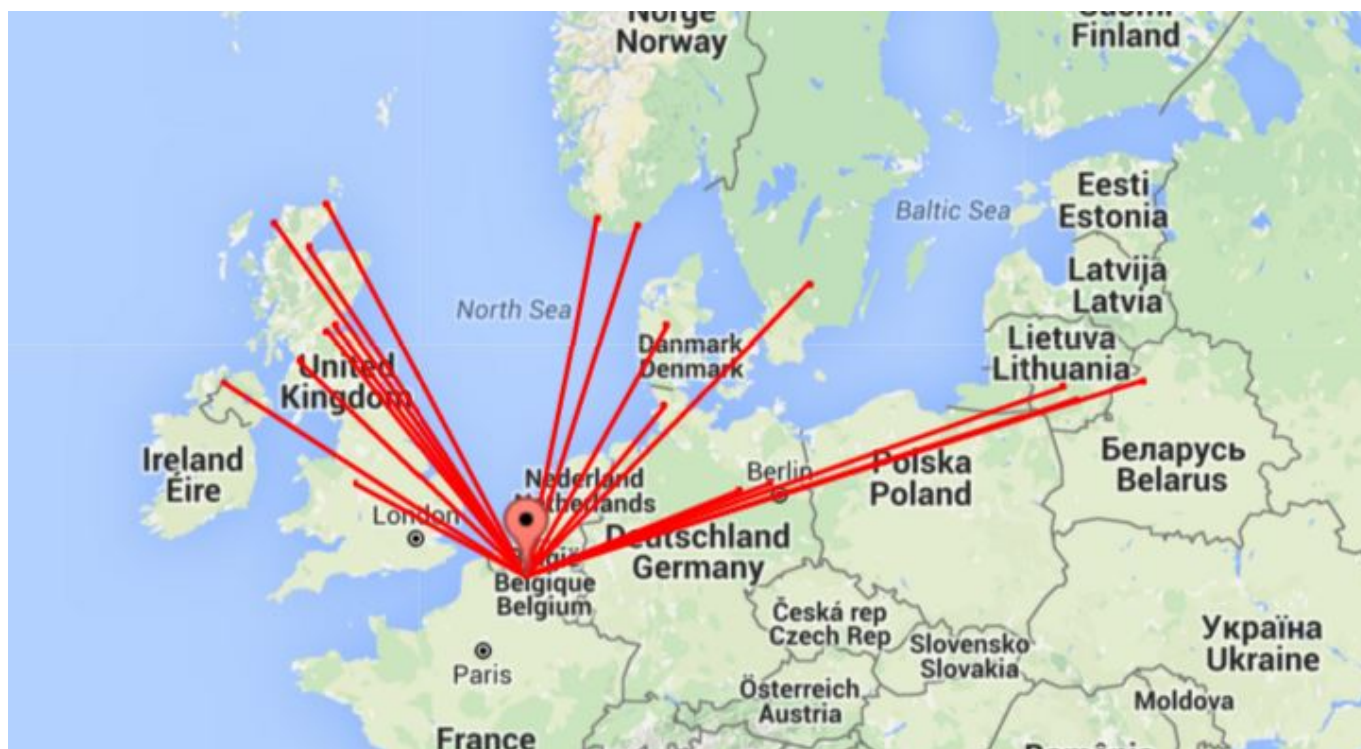 Norge
Norway
Suomi
Finland
Eesti
Estonia
Baltic Sea
Latvija
Latvia
North Sea
Danmark
Denmark
Lietuva
Lithuania
United
Kingdom
Ireland
Éire
Беларусь
Belarus
Polska
Poland
Berlin
Nederland
Netherlands
London
Deutschland
Germany
België
Belgique
Belgium
Česká rep
Czech Rep
Україна
Ukraine
Slovensko
Slovakia
Paris
Österreich
Austria
Moldova
France